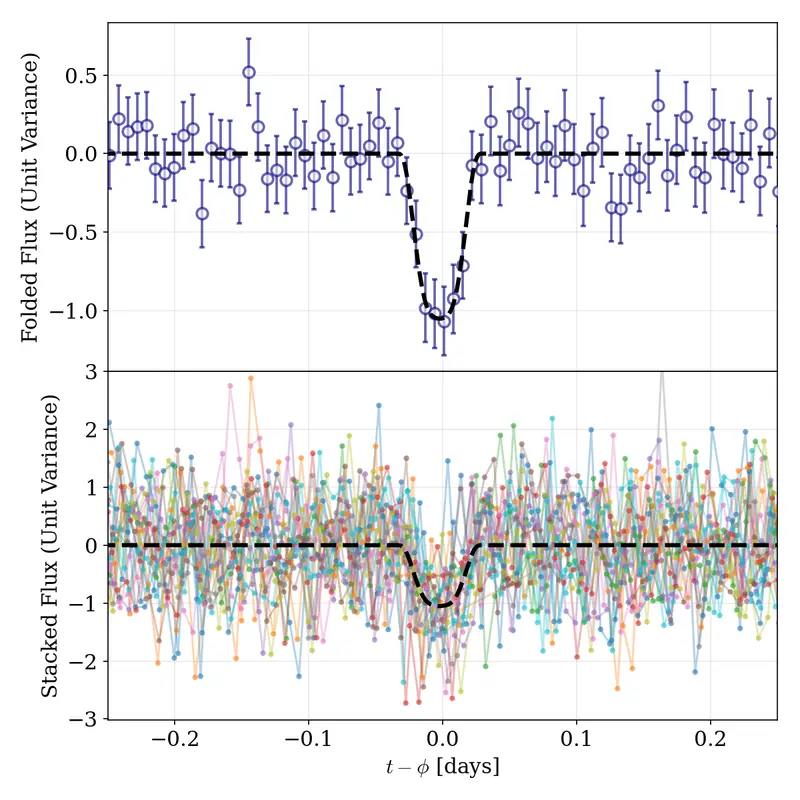 Folded Flux (Unit Variance)
0.5
0.0
−0.5
−1.0
Stacked Flux (Unit Variance)
3
2
1
0
−1
−2
−3
−0.2 −0.1 0.0 0.1 0.2
t − ϕ [days]